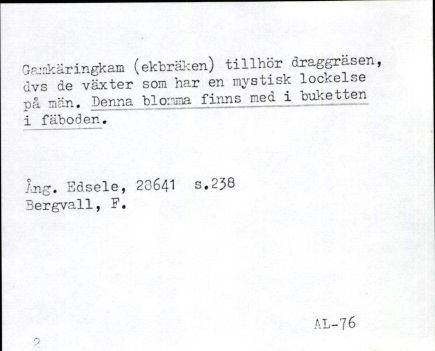 Gamkäringkam (ekbräken) tillhör draggräsen,
dvs de växter som har en mystisk lockelse
på män. Denna blomma finns med i buketten
i fäboden.
Ång. Edsele, 28641 s.238
Bergvall, F.
AL-76
2